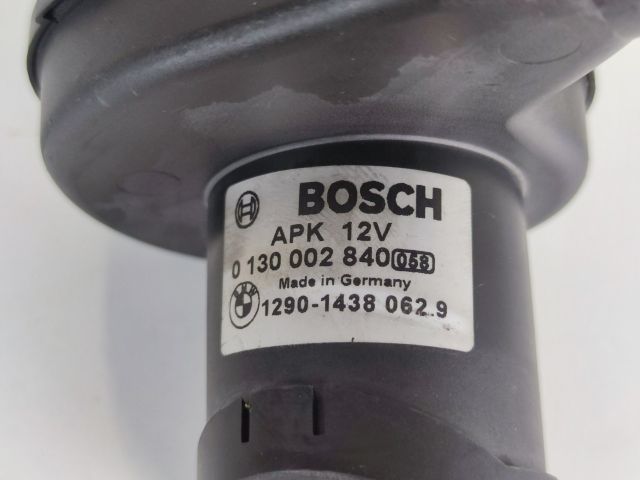 BOSCH
APK 12V
0 130 002 840 058
Made in Germany
1290-1438 062.9